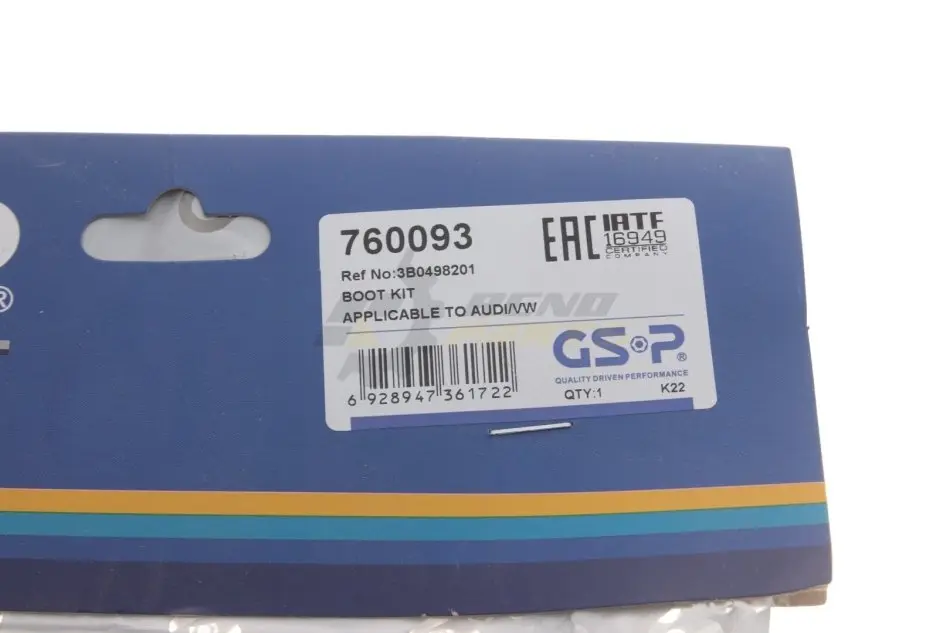 760093
EAC IATF
16949
CERTIFIED
COMPANY
Ref No:3B0498201
BOOT KIT
APPLICABLE TO AUDI/VW
GSP®
QUALITY DRIVEN PERFORMANCE
6 928947 361722
QTY:1
K22
®